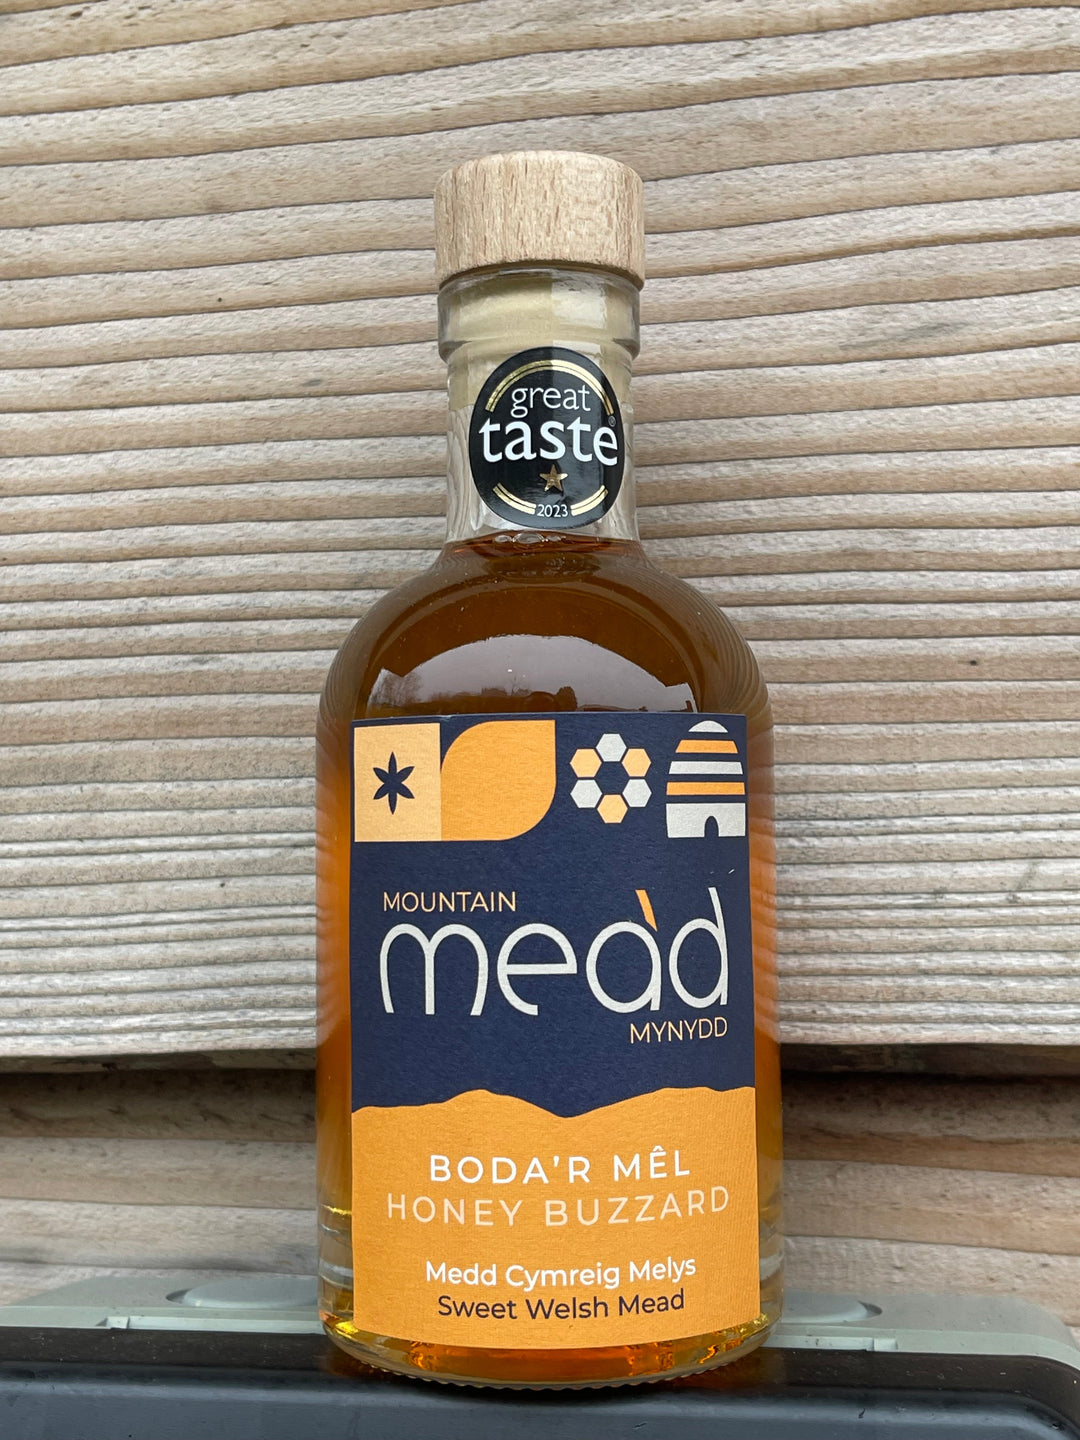 great
taste®
2023
MOUNTAIN
meàd
MYNYDD
BODA'R MÊL
HONEY BUZZARD
Medd Cymreig Melys
Sweet Welsh Mead